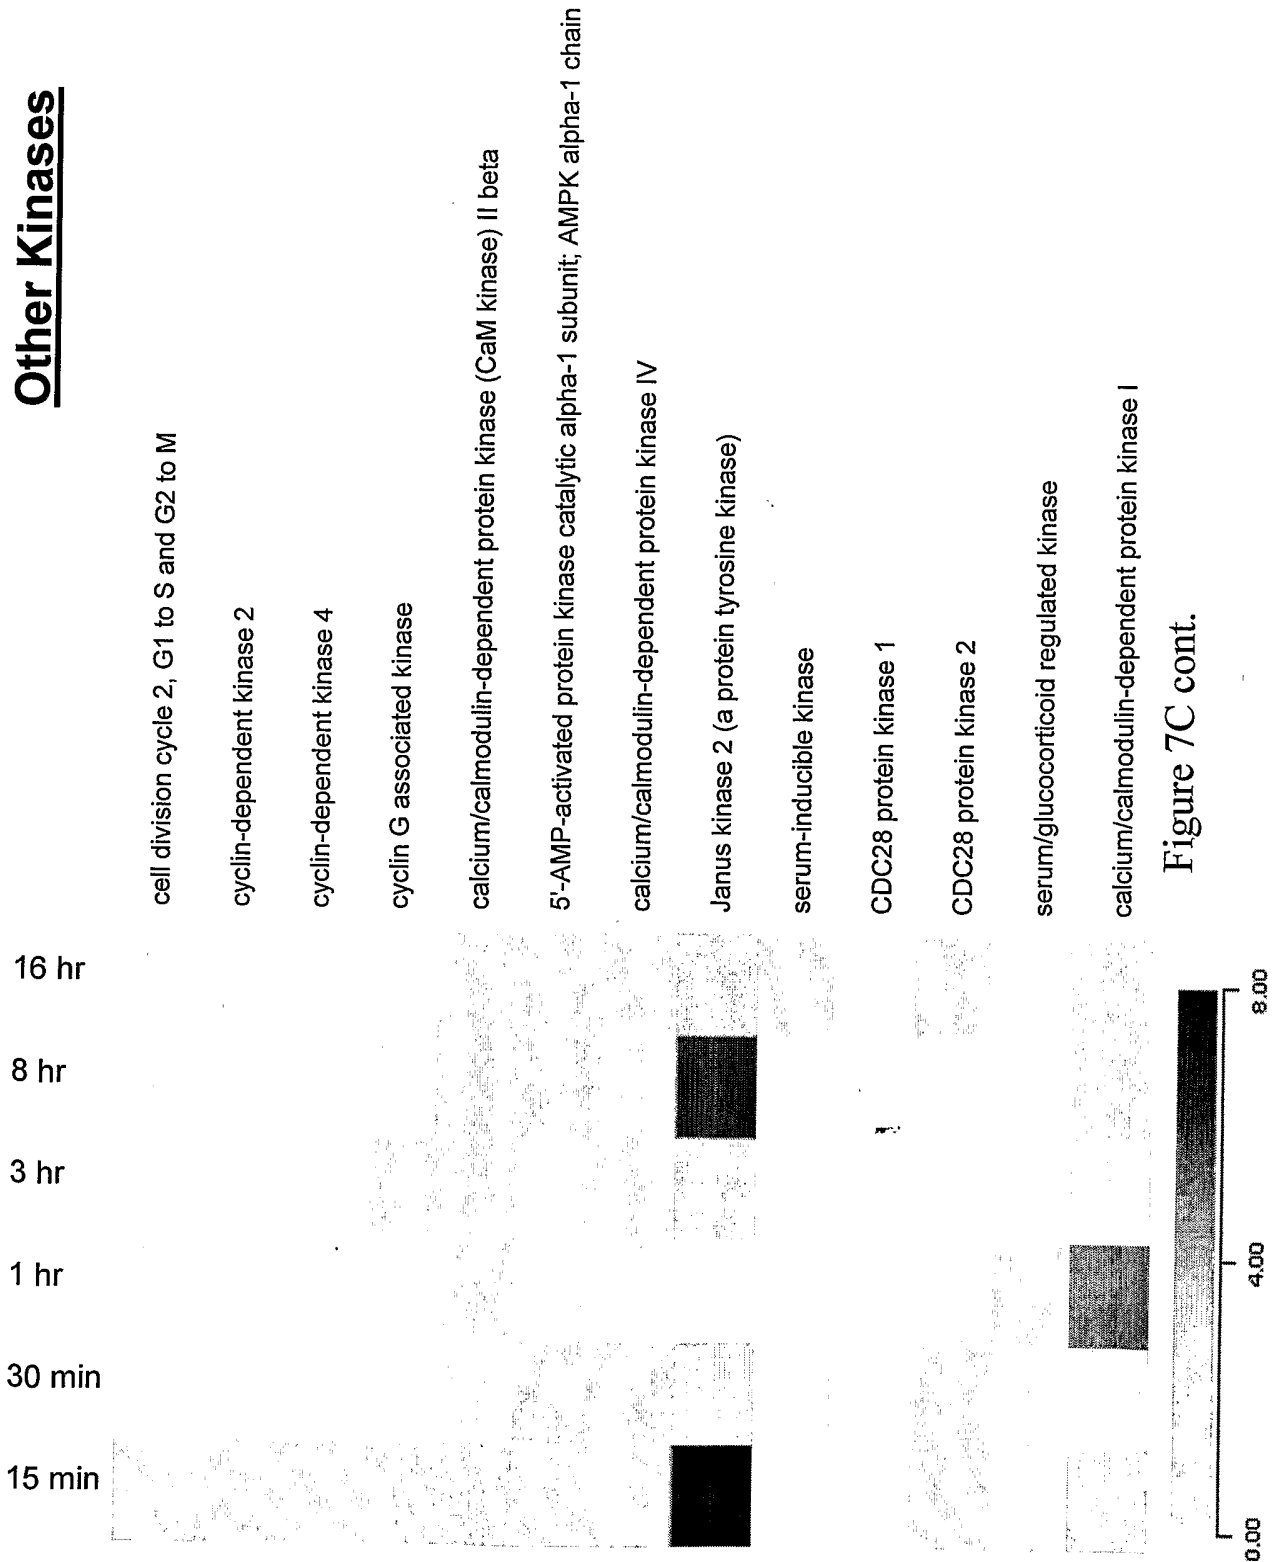 Other Kinases
15 min
30 min
1 hr
3 hr
8 hr
16 hr
cell division cycle 2, G1 to S and G2 to M
cyclin-dependent kinase 2
cyclin-dependent kinase 4
cyclin G associated kinase
calcium/calmodulin-dependent protein kinase (CaM kinase) II beta
5'-AMP-activated protein kinase catalytic alpha-1 subunit; AMPK alpha-1 chain
calcium/calmodulin-dependent protein kinase IV
Janus kinase 2 (a protein tyrosine kinase)
serum-inducible kinase
CDC28 protein kinase 1
CDC28 protein kinase 2
serum/glucocorticoid regulated kinase
calcium/calmodulin-dependent protein kinase I
0.00
4.00
8.00
Figure 7C cont.